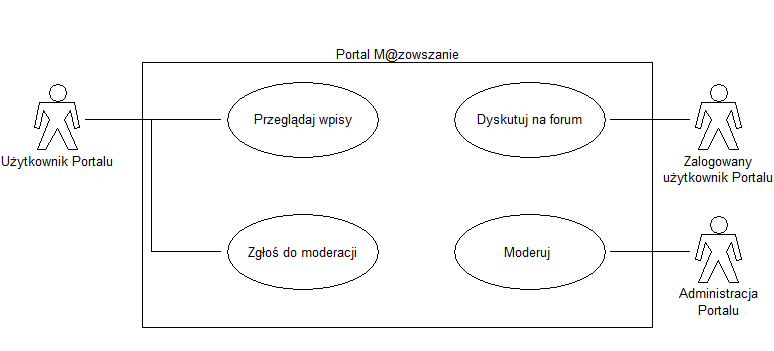 Portal M@zowszanie
Przeglądaj wpisy
Dyskutuj na forum
Użytkownik Portalu
Zalogowany
użytkownik Portalu
Zgłoś do moderacji
Moderuj
Administracja
Portalu